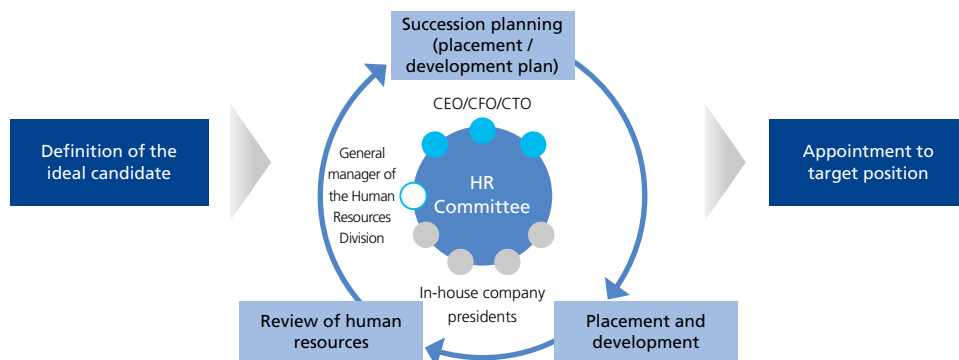 Succession planning
(placement /
development plan)
CEO/CFO/CTO
Definition of the
ideal candidate
General
manager of
the Human
Resources
Division
HR
Committee
Appointment to
target position
In-house company
presidents
Review of human
resources
Placement and
development